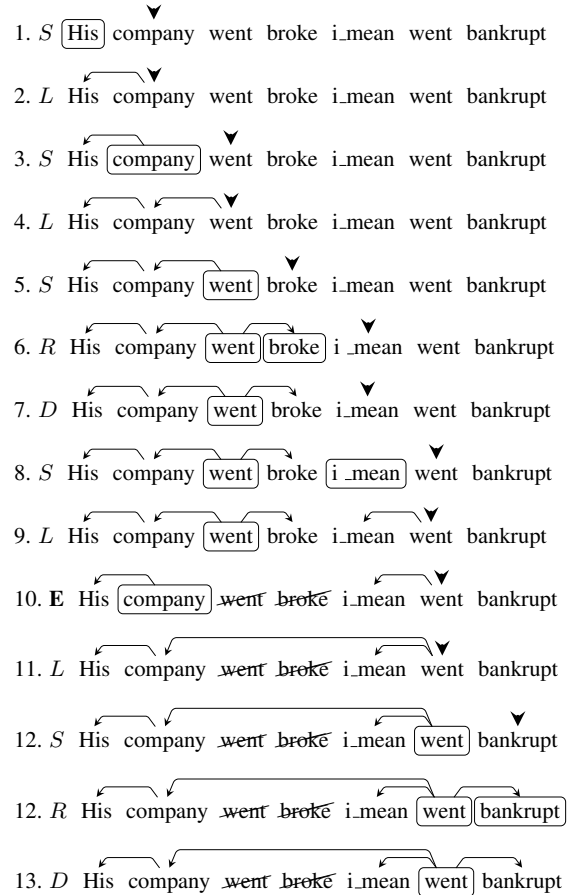 1. S His company went broke i_mean went bankrupt
2. L His company went broke i_mean went bankrupt
3. S His company went broke i_mean went bankrupt
4. L His company went broke i_mean went bankrupt
5. S His company went broke i_mean went bankrupt
6. R His company went broke i _mean went bankrupt
7. D His company went broke i_mean went bankrupt
8. S His company went broke i _mean went bankrupt
9. L His company went broke i_mean went bankrupt
10. E His company went broke i_mean went bankrupt
11. L His company went broke i_mean went bankrupt
12. S His company went broke i_mean went bankrupt
12. R His company went broke i_mean went bankrupt
13. D His company went broke i_mean went bankrupt